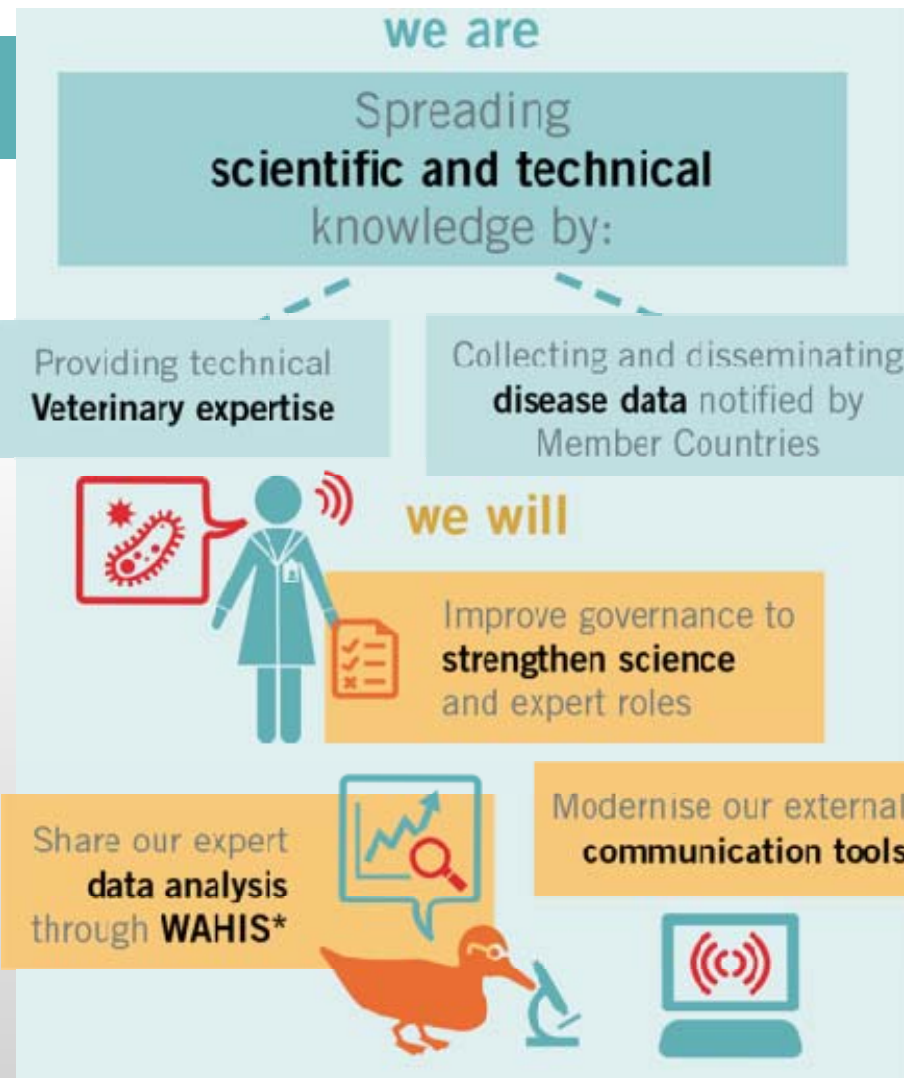 we are
Spreading
scientific and technical
knowledge by:
Providing technical
Veterinary expertise
Collecting and disseminating
disease data notified by
Member Countries
we will
Improve governance to
strengthen science
and expert roles
Share our expert
data analysis
through WAHIS*
Modernise our external
communication tools